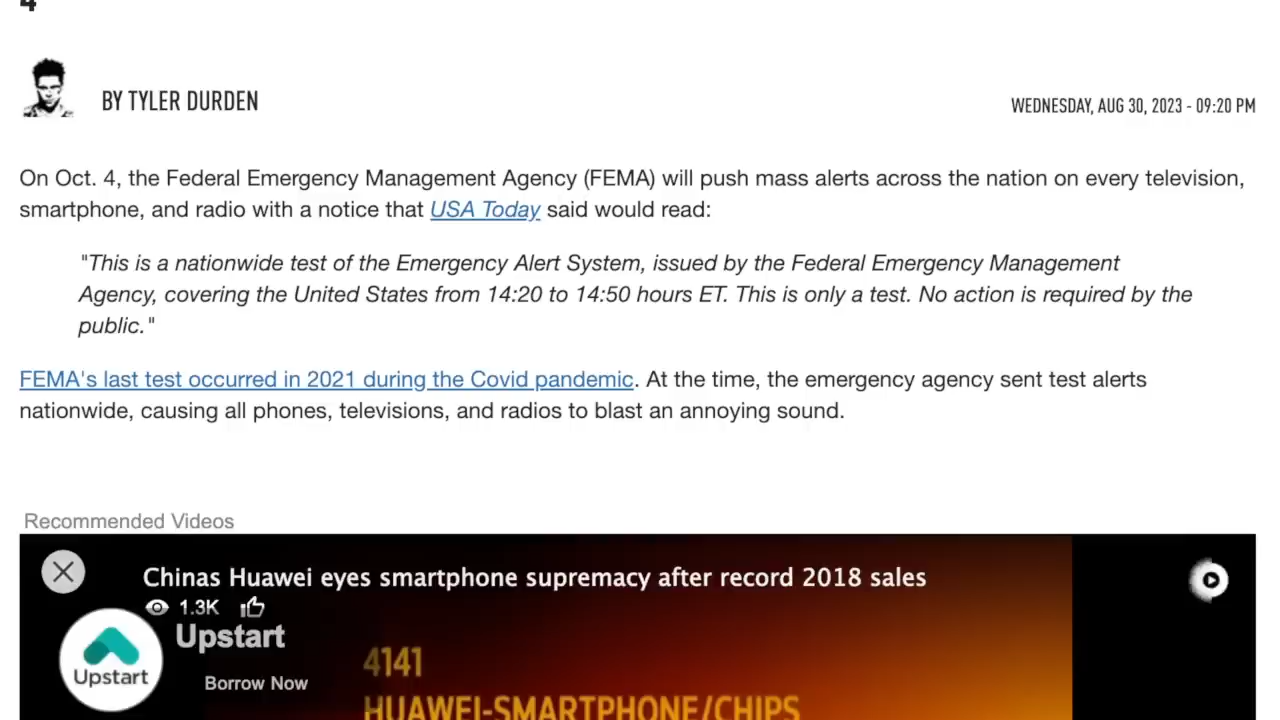 4
BY TYLER DURDEN
WEDNESDAY, AUG 30, 2023 - 09:20 PM
On Oct. 4, the Federal Emergency Management Agency (FEMA) will push mass alerts across the nation on every television,
smartphone, and radio with a notice that USA Today said would read:
"This is a nationwide test of the Emergency Alert System, issued by the Federal Emergency Management
Agency, covering the United States from 14:20 to 14:50 hours ET. This is only a test. No action is required by the
public."
FEMA's last test occurred in 2021 during the Covid pandemic. At the time, the emergency agency sent test alerts
nationwide, causing all phones, televisions, and radios to blast an annoying sound.
Recommended Videos
Chinas Huawei eyes smartphone supremacy after record 2018 sales
1.3K
Upstart
Upstart
Borrow Now
4141
HUAWEI-SMARTPHONE/CHIPS